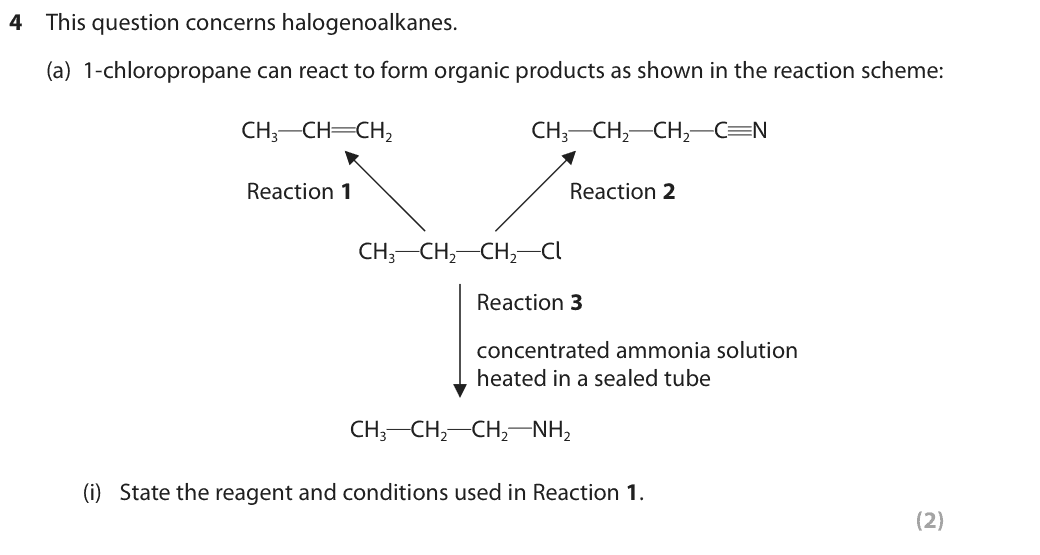 4 This question concerns halogenoalkanes.
(a) 1-chloropropane can react to form organic products as shown in the reaction scheme:
CH₃—CH=CH₂ CH₃—CH₂—CH₂—C≡N
Reaction 1 Reaction 2
CH₃—CH₂—CH₂—Cl
Reaction 3
concentrated ammonia solution
heated in a sealed tube
CH₃—CH₂—CH₂—NH₂
(i) State the reagent and conditions used in Reaction 1.
(2)